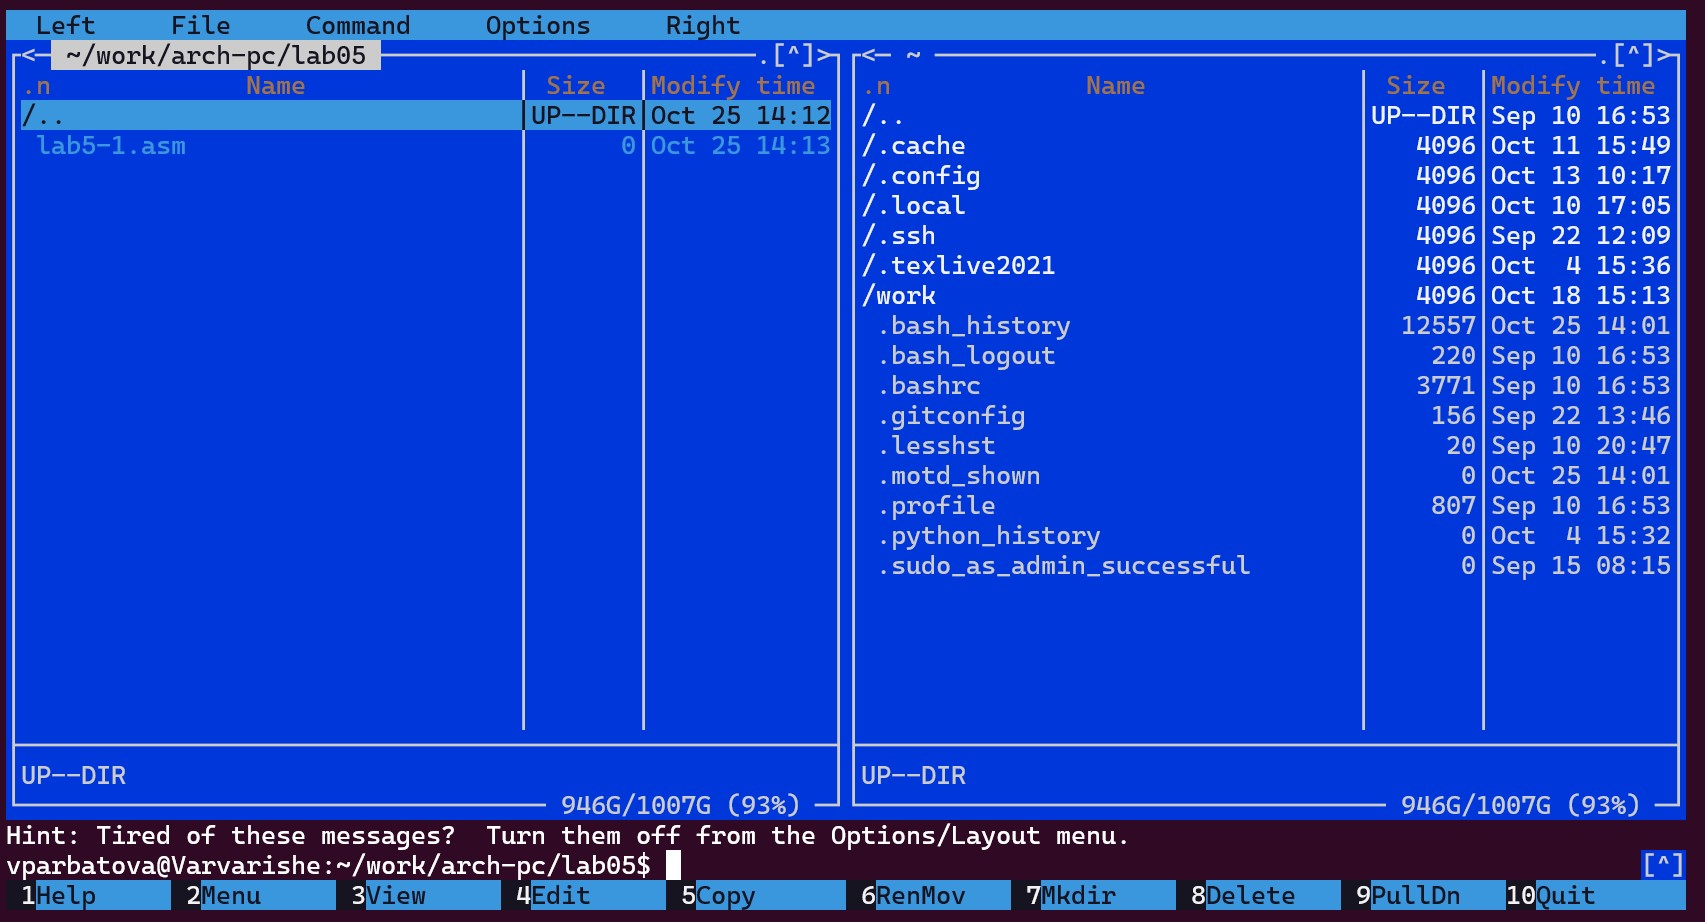 Left File Command Options Right
<─ ~/work/arch-pc/lab05 ─.[^]>
.n Name Size Modify time
/.. UP--DIR Oct 25 14:12
lab5-1.asm 0 Oct 25 14:13
UP--DIR
946G/1007G (93%)
<─ ~ ─.[^]>
.n Name Size Modify time
/.. UP--DIR Sep 10 16:53
/.cache 4096 Oct 11 15:49
/.config 4096 Oct 13 10:17
/.local 4096 Oct 10 17:05
/.ssh 4096 Sep 22 12:09
/.texlive2021 4096 Oct 4 15:36
/work 4096 Oct 18 15:13
.bash_history 12557 Oct 25 14:01
.bash_logout 220 Sep 10 16:53
.bashrc 3771 Sep 10 16:53
.gitconfig 156 Sep 22 13:46
.lesshst 20 Sep 10 20:47
.motd_shown 0 Oct 25 14:01
.profile 807 Sep 10 16:53
.python_history 0 Oct 4 15:32
.sudo_as_admin_successful 0 Sep 15 08:15
UP--DIR
946G/1007G (93%)
Hint: Tired of these messages? Turn them off from the Options/Layout menu.
vparbatova@Varvarishe:~/work/arch-pc/lab05$ [^]
1Help 2Menu 3View 4Edit 5Copy 6RenMov 7Mkdir 8Delete 9PullDn 10Quit